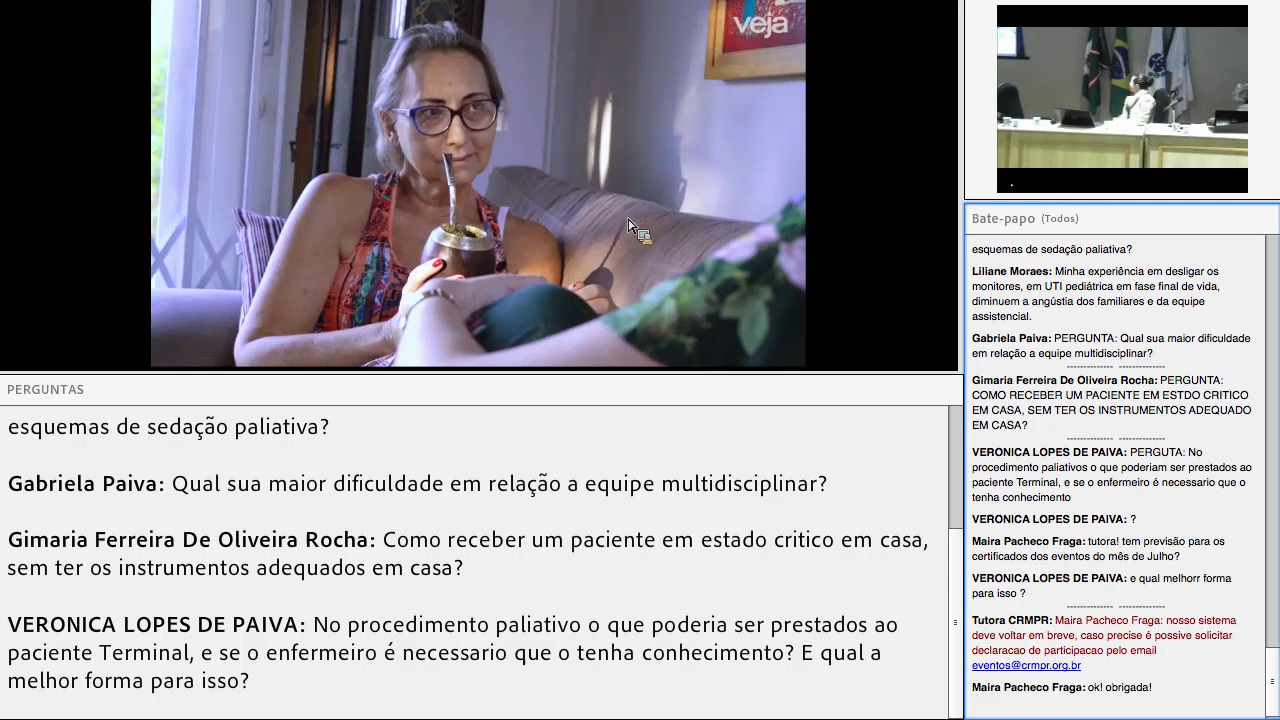 veja
PERGUNTAS
esquemas de sedação paliativa?
Gabriela Paiva: Qual sua maior dificuldade em relação a equipe multidisciplinar?
Gimaria Ferreira De Oliveira Rocha: Como receber um paciente em estado critico em casa,
sem ter os instrumentos adequados em casa?
VERONICA LOPES DE PAIVA: No procedimento paliativo o que poderia ser prestados ao
paciente Terminal, e se o enfermeiro é necessario que o tenha conhecimento? E qual a
melhor forma para isso?
Bate-papo (Todos)
esquemas de sedação paliativa?
Liliane Moraes: Minha experiência em desligar os
monitores, em UTI pediátrica em fase final de vida,
diminuem a angústia dos familiares e da equipe
assistencial.
Gabriela Paiva: PERGUNTA: Qual sua maior dificuldade
em relação a equipe multidisciplinar?
-------------- --------------
Gimaria Ferreira De Oliveira Rocha: PERGUNTA:
COMO RECEBER UM PACIENTE EM ESTDO CRITICO
EM CASA, SEM TER OS INSTRUMENTOS ADEQUADO
EM CASA?
-------------- --------------
VERONICA LOPES DE PAIVA: PERGUTA: No
procedimento paliativos o que poderiam ser prestados ao
paciente Terminal, e se o enfermeiro é necessario que o
tenha conhecimento
VERONICA LOPES DE PAIVA: ?
Maira Pacheco Fraga: tutora! tem previsão para os
certificados dos eventos do mês de Julho?
VERONICA LOPES DE PAIVA: e qual melhorr forma
para isso ?
-------------- --------------
Tutora CRMPR: Maira Pacheco Fraga: nosso sistema
deve voltar em breve, caso precise é possive solicitar
declaracao de participacao pelo email
eventos@crmpr.org.br
Maira Pacheco Fraga: ok! obrigada!